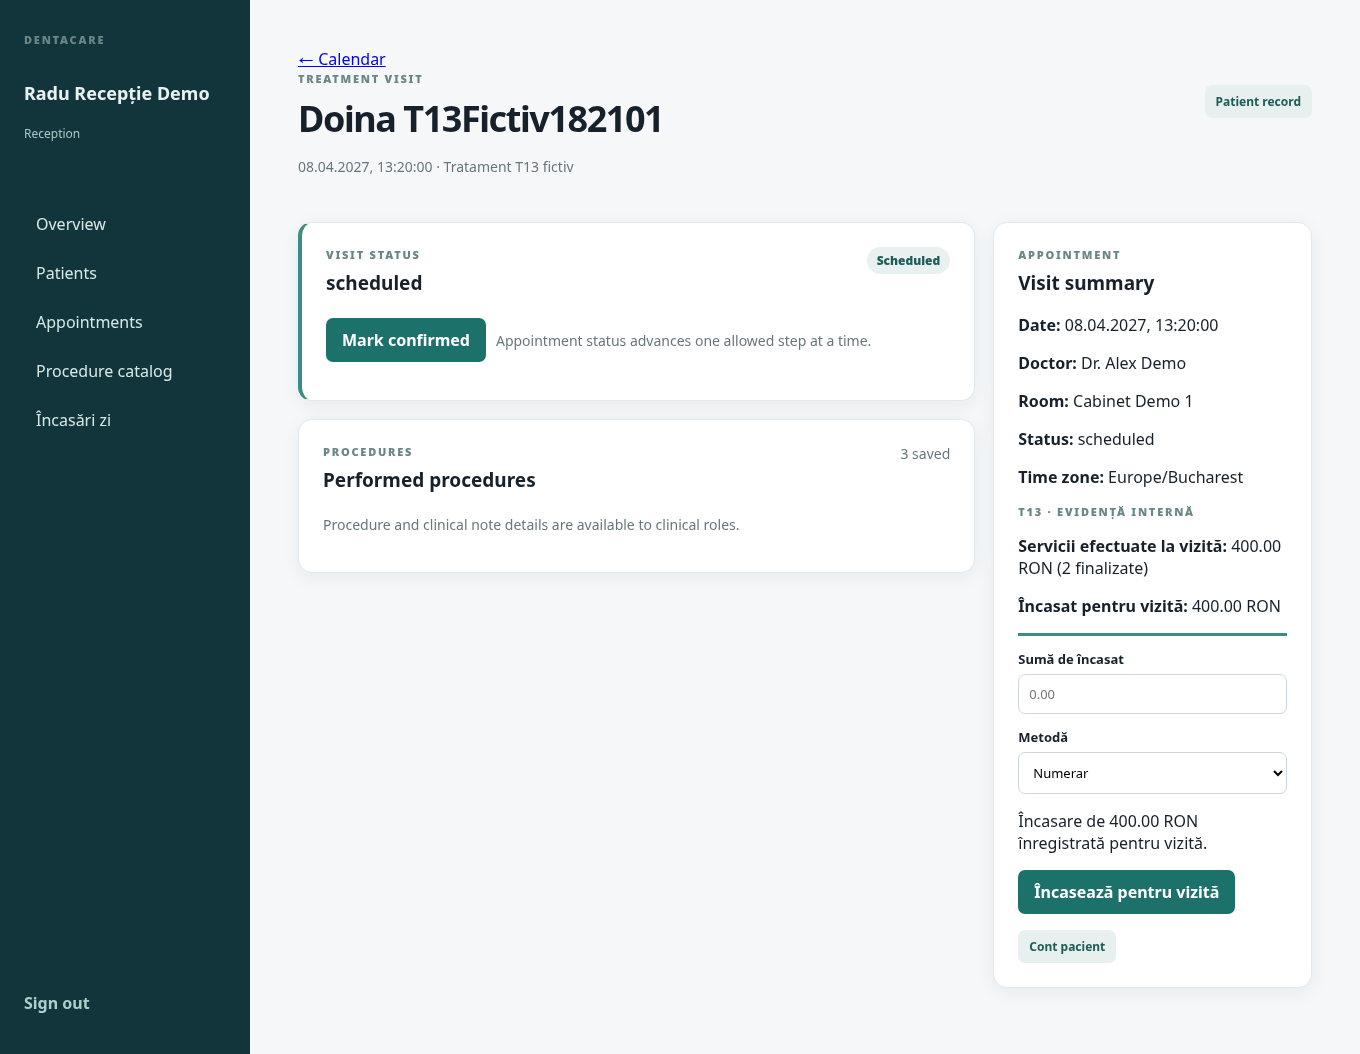 DENTACARE
Radu Recepție Demo
Reception
Overview
Patients
Appointments
Procedure catalog
Încasări zi
Sign out
← Calendar
TREATMENT VISIT
Doina T13Fictiv182101
08.04.2027, 13:20:00 · Tratament T13 fictiv
Patient record
VISIT STATUS
scheduled
Scheduled
Mark confirmed
Appointment status advances one allowed step at a time.
PROCEDURES
Performed procedures
3 saved
Procedure and clinical note details are available to clinical roles.
APPOINTMENT
Visit summary
Date: 08.04.2027, 13:20:00
Doctor: Dr. Alex Demo
Room: Cabinet Demo 1
Status: scheduled
Time zone: Europe/Bucharest
T13 · EVIDENȚĂ INTERNĂ
Servicii efectuate la vizită: 400.00
RON (2 finalizate)
Încasat pentru vizită: 400.00 RON
Sumă de încasat
0.00
Metodă
Numerar
Încasare de 400.00 RON
înregistrată pentru vizită.
Încasează pentru vizită
Cont pacient